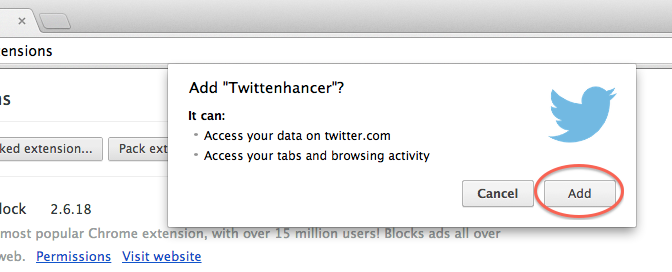 ensions
Add "Twittenhancer"?
ns
It can:
Access your data on twitter.com
ked extension...
Pack ext
Access your tabs and browsing activity
Cancel
Add
lock 2.6.18
most popular Chrome extension, with over 15 million users! Blocks ads all over
web. Permissions Visit website